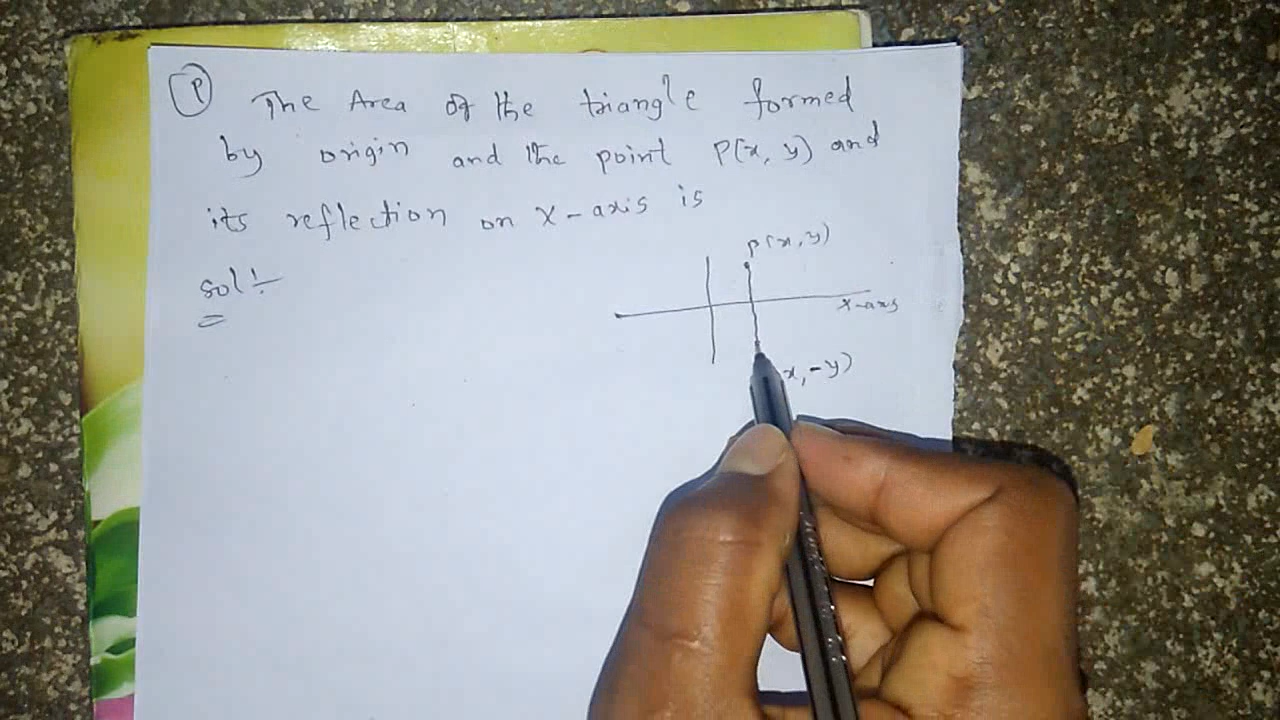 P The Area of the triangle formed
by origin and the point P(x, y) and
its reflection on X-axis is
Sol :-
P(x, y)
X-axis
x, -y)